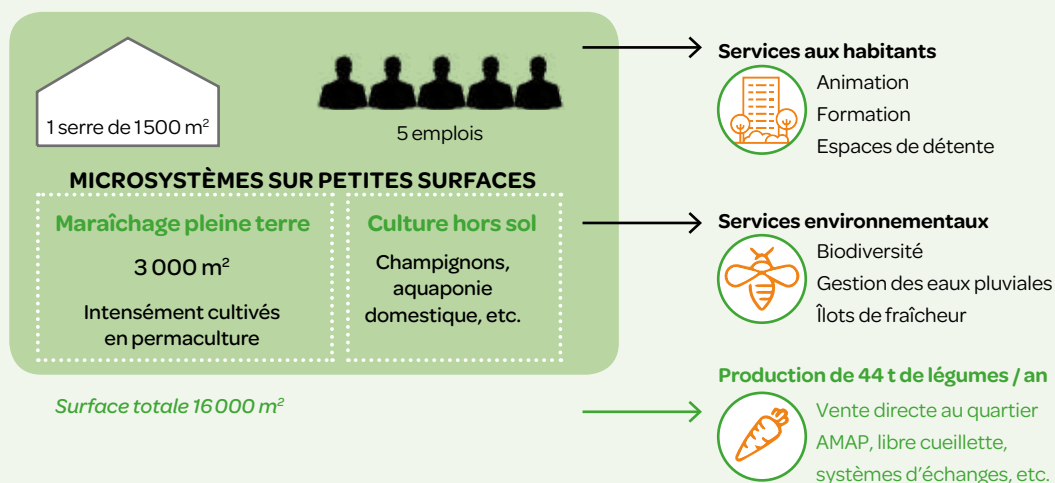 1 serre de 1500 m²
5 emplois
MICROSYSTÈMES SUR PETITES SURFACES
Maraîchage pleine terre
3 000 m²
Intensément cultivés
en permaculture
Culture hors sol
Champignons,
aquaponie
domestique, etc.
Surface totale 16 000 m²
Services aux habitants
Animation
Formation
Espaces de détente
Services environnementaux
Biodiversité
Gestion des eaux pluviales
Îlots de fraîcheur
Production de 44 t de légumes / an
Vente directe au quartier
AMAP, libre cueillette,
systèmes d’échanges, etc.